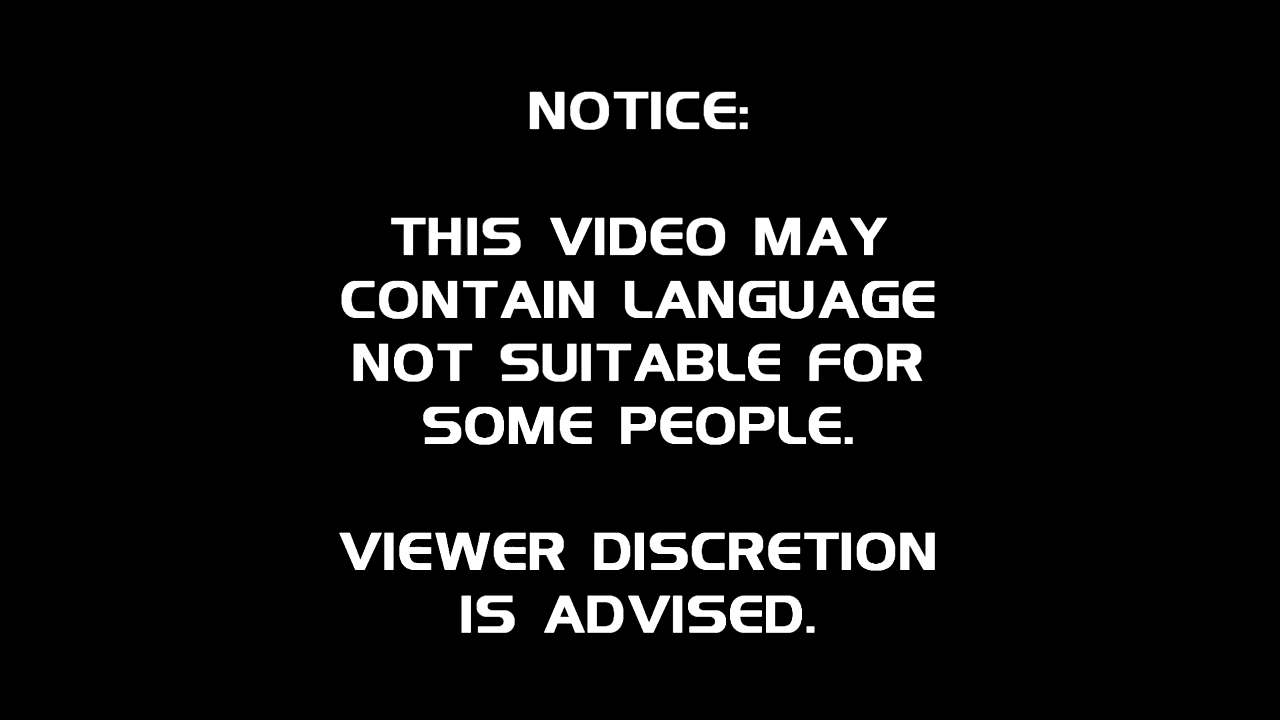 NOTICE:
THIS VIDEO MAY
CONTAIN LANGUAGE
NOT SUITABLE FOR
SOME PEOPLE.
VIEWER DISCRETION
IS ADVISED.